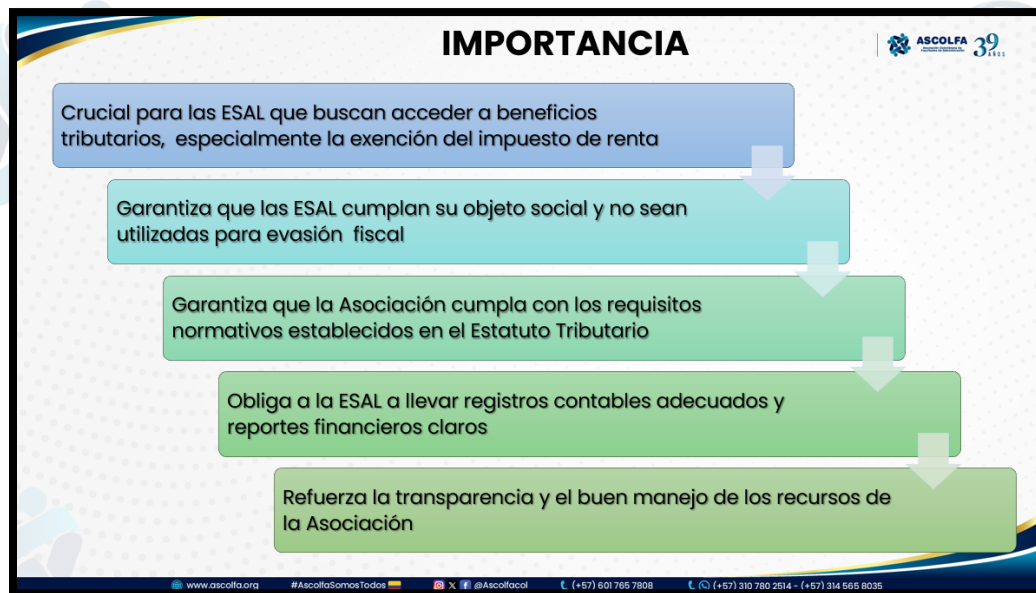 IMPORTANCIA
ASCOLFA
39
AÑOS
Crucial para las ESAL que buscan acceder a beneficios
tributarios, especialmente la exención del impuesto de renta
Garantiza que las ESAL cumplan su objeto social y no sean
utilizadas para evasión fiscal
Garantiza que la Asociación cumpla con los requisitos
normativos establecidos en el Estatuto Tributario
Obliga a la ESAL a llevar registros contables adecuados y
reportes financieros claros
Refuerza la transparencia y el buen manejo de los recursos de
la Asociación
www.ascolfa.org #AscolfaSomosTodos @Ascolfacol (+57) 601 765 7808 (+57) 310 780 2514 - (+57) 314 565 8035